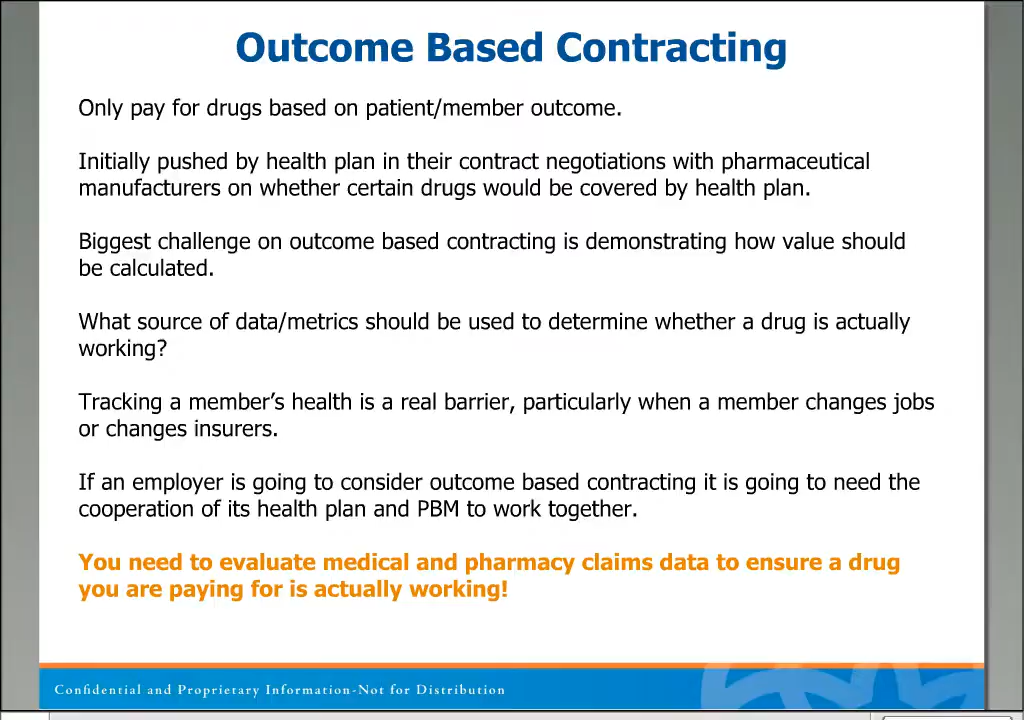 Outcome Based Contracting
Only pay for drugs based on patient/member outcome.
Initially pushed by health plan in their contract negotiations with pharmaceutical
manufacturers on whether certain drugs would be covered by health plan.
Biggest challenge on outcome based contracting is demonstrating how value should
be calculated.
What source of data/metrics should be used to determine whether a drug is actually
working?
Tracking a member’s health is a real barrier, particularly when a member changes jobs
or changes insurers.
If an employer is going to consider outcome based contracting it is going to need the
cooperation of its health plan and PBM to work together.
You need to evaluate medical and pharmacy claims data to ensure a drug
you are paying for is actually working!
Confidential and Proprietary Information-Not for Distribution